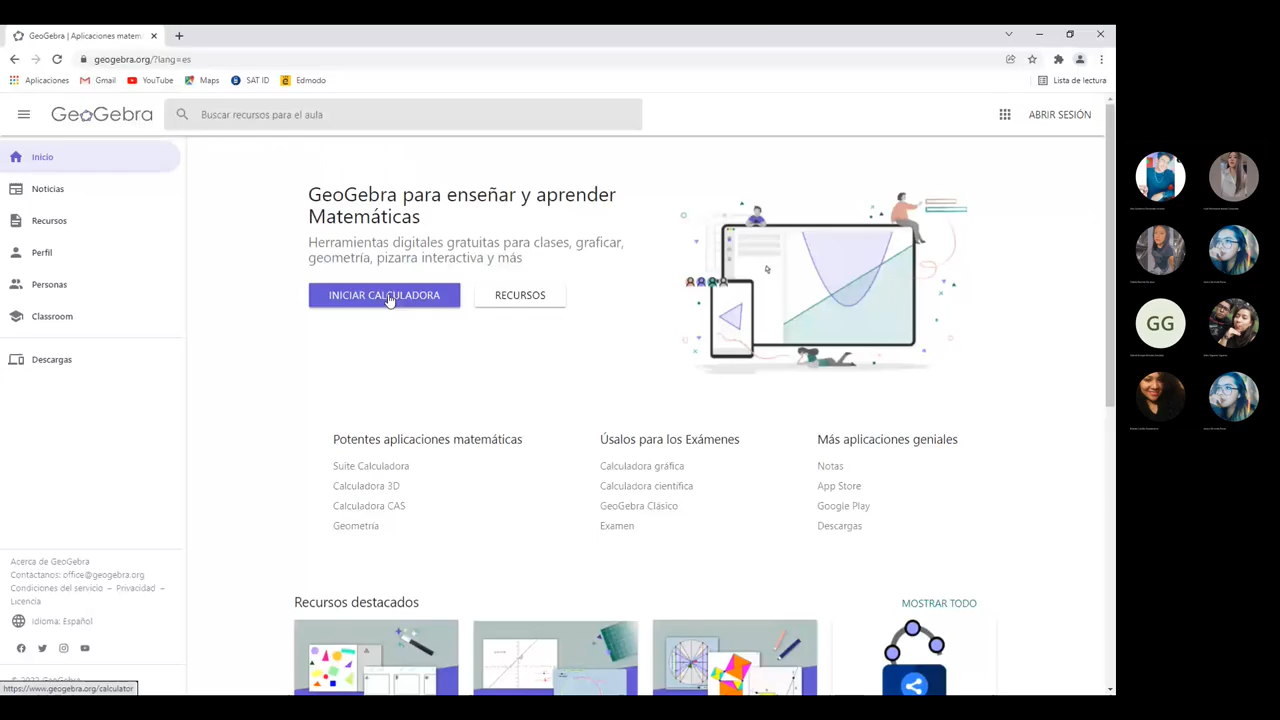 GeoGebra | Aplicaciones matem
geogebra.org/?lang=es
Aplicaciones
Gmail
YouTube
Maps
SAT ID
Edmodo
Lista de lectura
GeoGebra
Buscar recursos para el aula
ABRIR SESIÓN
Inicio
Noticias
Recursos
Perfil
Personas
Classroom
Descargas
GeoGebra para enseñar y aprender
Matemáticas
Herramientas digitales gratuitas para clases, graficar,
geometría, pizarra interactiva y más
INICIAR CALCULADORA
RECURSOS
Potentes aplicaciones matemáticas
Suite Calculadora
Calculadora 3D
Calculadora CAS
Geometría
Úsalos para los Exámenes
Calculadora gráfica
Calculadora científica
GeoGebra Clásico
Examen
Más aplicaciones geniales
Notas
App Store
Google Play
Descargas
Acerca de GeoGebra
Contáctanos: office@geogebra.org
Condiciones del servicio – Privacidad –
Licencia
Idioma: Español
https://www.geogebra.org/calculator
Recursos destacados
MOSTRAR TODO
GG